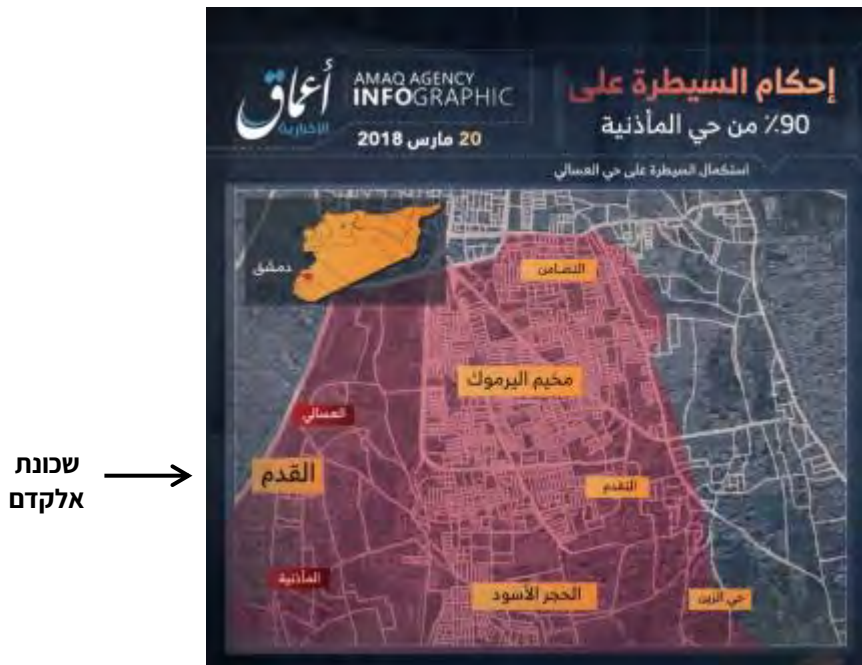 إحكام السيطرة على
90٪ من حي المأذنية
AMAQ AGENCY
INFOGRAPHIC
20 مارس 2018
أعماق
الإخبارية
استكمال السيطرة على حي العسالي
دمشق
التضامن
مخيم اليرموك
العسالي
القدم
التقدم
المأذنية
الحجر الأسود
حي الزين
שכונת
אלקדם